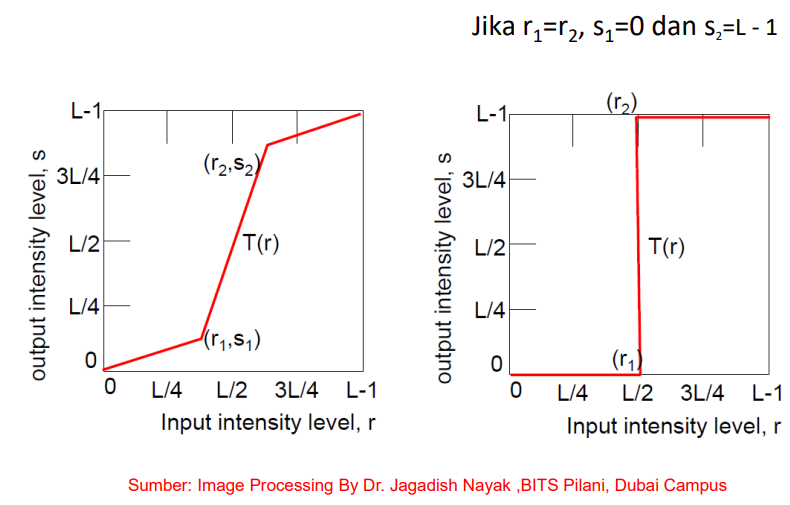 Jika r₁=r₂, s₁=0 dan s₂=L - 1
output intensity level, s
L-1
3L/4
L/2
L/4
0
(r₂,s₂)
T(r)
(r₁,s₁)
0 L/4 L/2 3L/4 L-1
Input intensity level, r
output intensity level, s
L-1
3L/4
L/2
L/4
0
(r₂)
T(r)
(r₁)
0 L/4 L/2 3L/4 L-1
Input intensity level, r
Sumber: Image Processing By Dr. Jagadish Nayak ,BITS Pilani, Dubai Campus